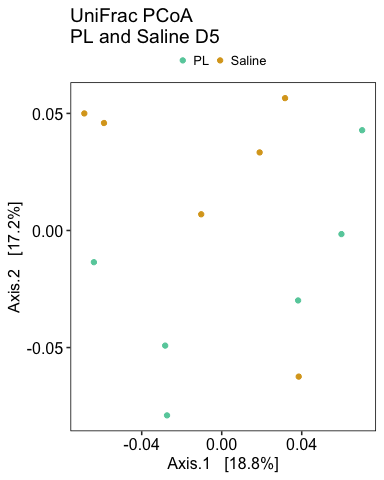 UniFrac PCoA
PL and Saline D5
PL Saline
0.05
0.00
-0.05
Axis.2 [17.2%]
-0.04 0.00 0.04
Axis.1 [18.8%]